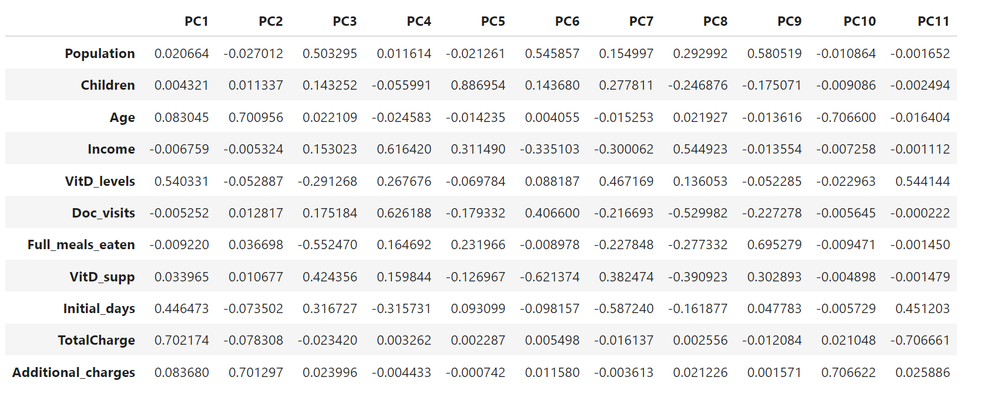 PC1 PC2 PC3 PC4 PC5 PC6 PC7 PC8 PC9 PC10 PC11
Population 0.020664 -0.027012 0.503295 0.011614 -0.021261 0.545857 0.154997 0.292992 0.580519 -0.010864 -0.001652
Children 0.004321 0.011337 0.143252 -0.055991 0.886954 0.143680 0.277811 -0.246876 -0.175071 -0.009086 -0.002494
Age 0.083045 0.700956 0.022109 -0.024583 -0.014235 0.004055 -0.015253 0.021927 -0.013616 -0.706600 -0.016404
Income -0.006759 -0.005324 0.153023 0.616420 0.311490 -0.335103 -0.300062 0.544923 -0.013554 -0.007258 -0.001112
VitD_levels 0.540331 -0.052887 -0.291268 0.267676 -0.069784 0.088187 0.467169 0.136053 -0.052285 -0.022963 0.544144
Doc_visits -0.005252 0.012817 0.175184 0.626188 -0.179332 0.406600 -0.216693 -0.529982 -0.227278 -0.005645 -0.000222
Full_meals_eaten -0.009220 0.036698 -0.552470 0.164692 0.231966 -0.008978 -0.227848 -0.277332 0.695279 -0.009471 -0.001450
VitD_supp 0.033965 0.010677 0.424356 0.159844 -0.126967 -0.621374 0.382474 -0.390923 0.302893 -0.004898 -0.001479
Initial_days 0.446473 -0.073502 0.316727 -0.315731 0.093099 -0.098157 -0.587240 -0.161877 0.047783 -0.005729 0.451203
TotalCharge 0.702174 -0.078308 -0.023420 0.003262 0.002287 0.005498 -0.016137 0.002556 -0.012084 0.021048 -0.706661
Additional_charges 0.083680 0.701297 0.023996 -0.004433 -0.000742 0.011580 -0.003613 0.021226 0.001571 0.706622 0.025886